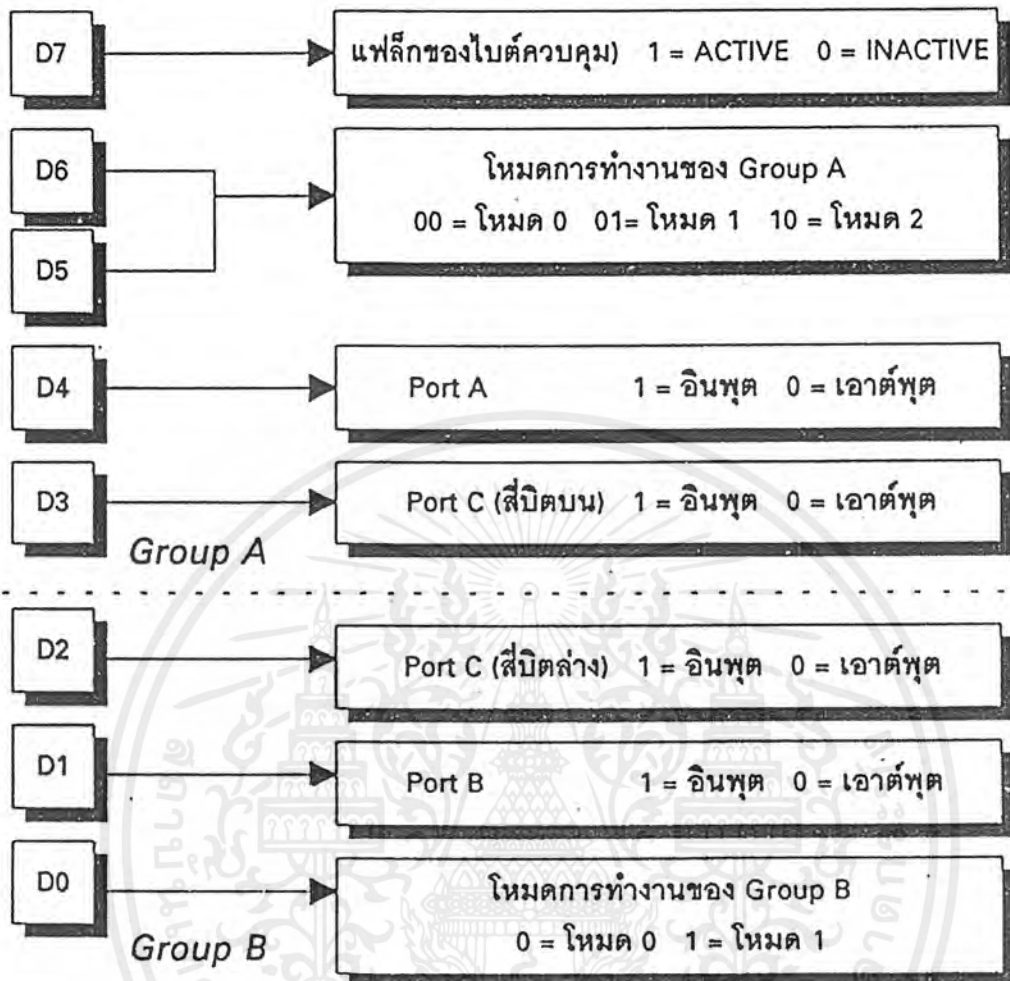 D7
แฟล็กของไบต์ควบคุม) 1 = ACTIVE 0 = INACTIVE
D6
D5
โหมดการทำงานของ Group A
00 = โหมด 0 01= โหมด 1 10 = โหมด 2
D4
Port A 1 = อินพุต 0 = เอาต์พุต
D3
Port C (สี่บิตบน) 1 = อินพุต 0 = เอาต์พุต
Group A
D2
Port C (สี่บิตล่าง) 1 = อินพุต 0 = เอาต์พุต
D1
Port B 1 = อินพุต 0 = เอาต์พุต
D0
โหมดการทำงานของ Group B
0 = โหมด 0 1 = โหมด 1
Group B